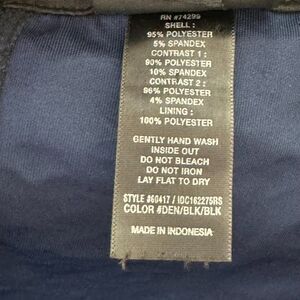 RN #74299
SHELL :
95% POLYESTER
5% SPANDEX
CONTRAST 1 :
90% POLYESTER
10% SPANDEX
CONTRAST 2 :
96% POLYESTER
4% SPANDEX
LINING :
100% POLYESTER
GENTLY HAND WASH
INSIDE OUT
DO NOT BLEACH
DO NOT IRON
LAY FLAT TO DRY
STYLE #60417 / IDC162275RS
COLOR #DEN/BLK/BLK
MADE IN INDONESIA